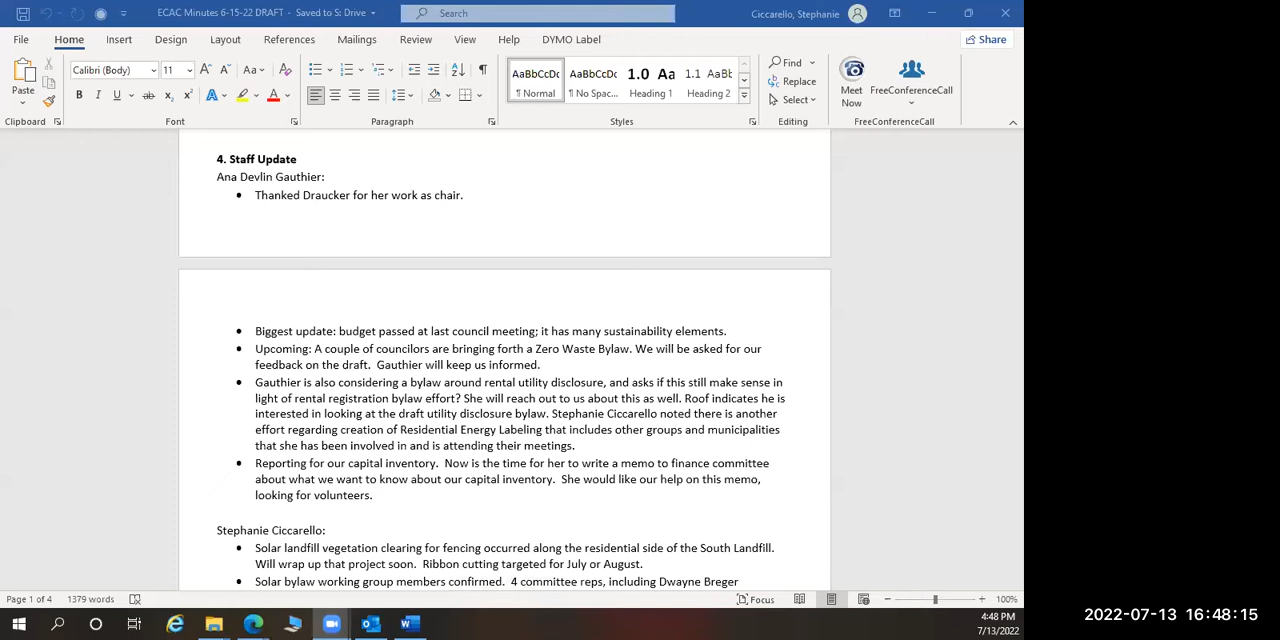 ECAC Minutes 6-15-22 DRAFT - Saved to S: Drive
Search
Ciccarello, Stephanie
File Home Insert Design Layout References Mailings Review View Help DYMO Label
Share
Paste
Calibri (Body) 11
Aa
B I U ab x₂ x² A A
AaBbCcDc AaBbCcDc 1.0 Aa 1.1 AaBb
¶ Normal ¶ No Spac... Heading 1 Heading 2
Find
Replace
Select
Meet Now
FreeConferenceCall
Clipboard Font Paragraph Styles Editing FreeConferenceCall
4. Staff Update
Ana Devlin Gauthier:
• Thanked Draucker for her work as chair.
• Biggest update: budget passed at last council meeting; it has many sustainability elements.
• Upcoming: A couple of councilors are bringing forth a Zero Waste Bylaw. We will be asked for our
feedback on the draft. Gauthier will keep us informed.
• Gauthier is also considering a bylaw around rental utility disclosure, and asks if this still make sense in
light of rental registration bylaw effort? She will reach out to us about this as well. Roof indicates he is
interested in looking at the draft utility disclosure bylaw. Stephanie Ciccarello noted there is another
effort regarding creation of Residential Energy Labeling that includes other groups and municipalities
that she has been involved in and is attending their meetings.
• Reporting for our capital inventory. Now is the time for her to write a memo to finance committee
about what we want to know about our capital inventory. She would like our help on this memo,
looking for volunteers.
Stephanie Ciccarello:
• Solar landfill vegetation clearing for fencing occurred along the residential side of the South Landfill.
Will wrap up that project soon. Ribbon cutting targeted for July or August.
• Solar bylaw working group members confirmed. 4 committee reps, including Dwayne Breger
Page 1 of 4 1379 words
Focus
100%
4:48 PM
7/13/2022
2022-07-13 16:48:15